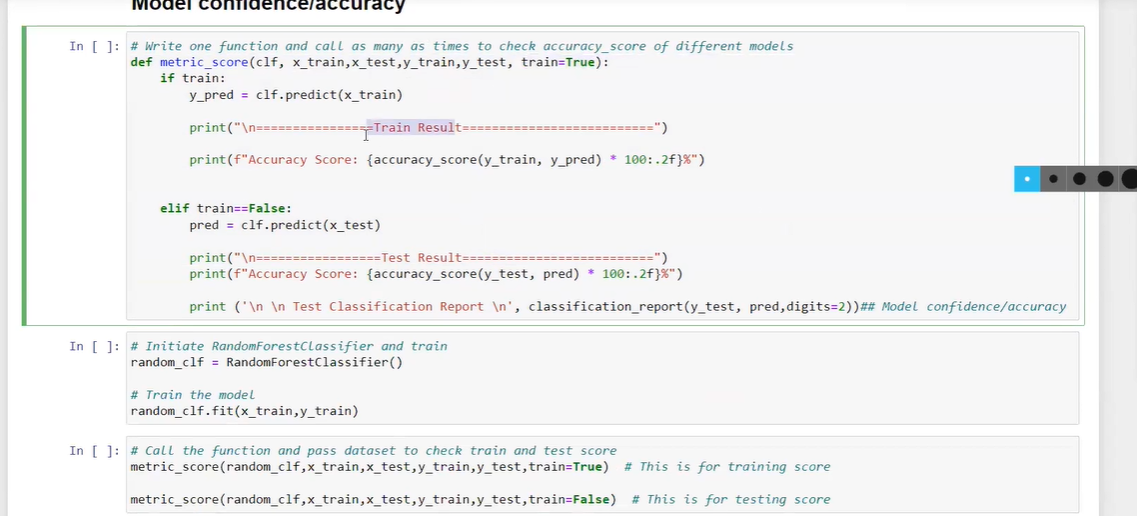 Model confidence/accuracy
In [ ]: # Write one function and call as many as times to check accuracy_score of different models
def metric_score(clf, x_train,x_test,y_train,y_test, train=True):
if train:
y_pred = clf.predict(x_train)
print("\n================Train Result==========================")
print(f"Accuracy Score: {accuracy_score(y_train, y_pred) * 100:.2f}%")
elif train==False:
pred = clf.predict(x_test)
print("\n=================Test Result==========================")
print(f"Accuracy Score: {accuracy_score(y_test, pred) * 100:.2f}%")
print ('\n \n Test Classification Report \n', classification_report(y_test, pred,digits=2))## Model confidence/accuracy
In [ ]: # Initiate RandomForestClassifier and train
random_clf = RandomForestClassifier()
# Train the model
random_clf.fit(x_train,y_train)
In [ ]: # Call the function and pass dataset to check train and test score
metric_score(random_clf,x_train,x_test,y_train,y_test,train=True)  # This is for training score
metric_score(random_clf,x_train,x_test,y_train,y_test,train=False)  # This is for testing score